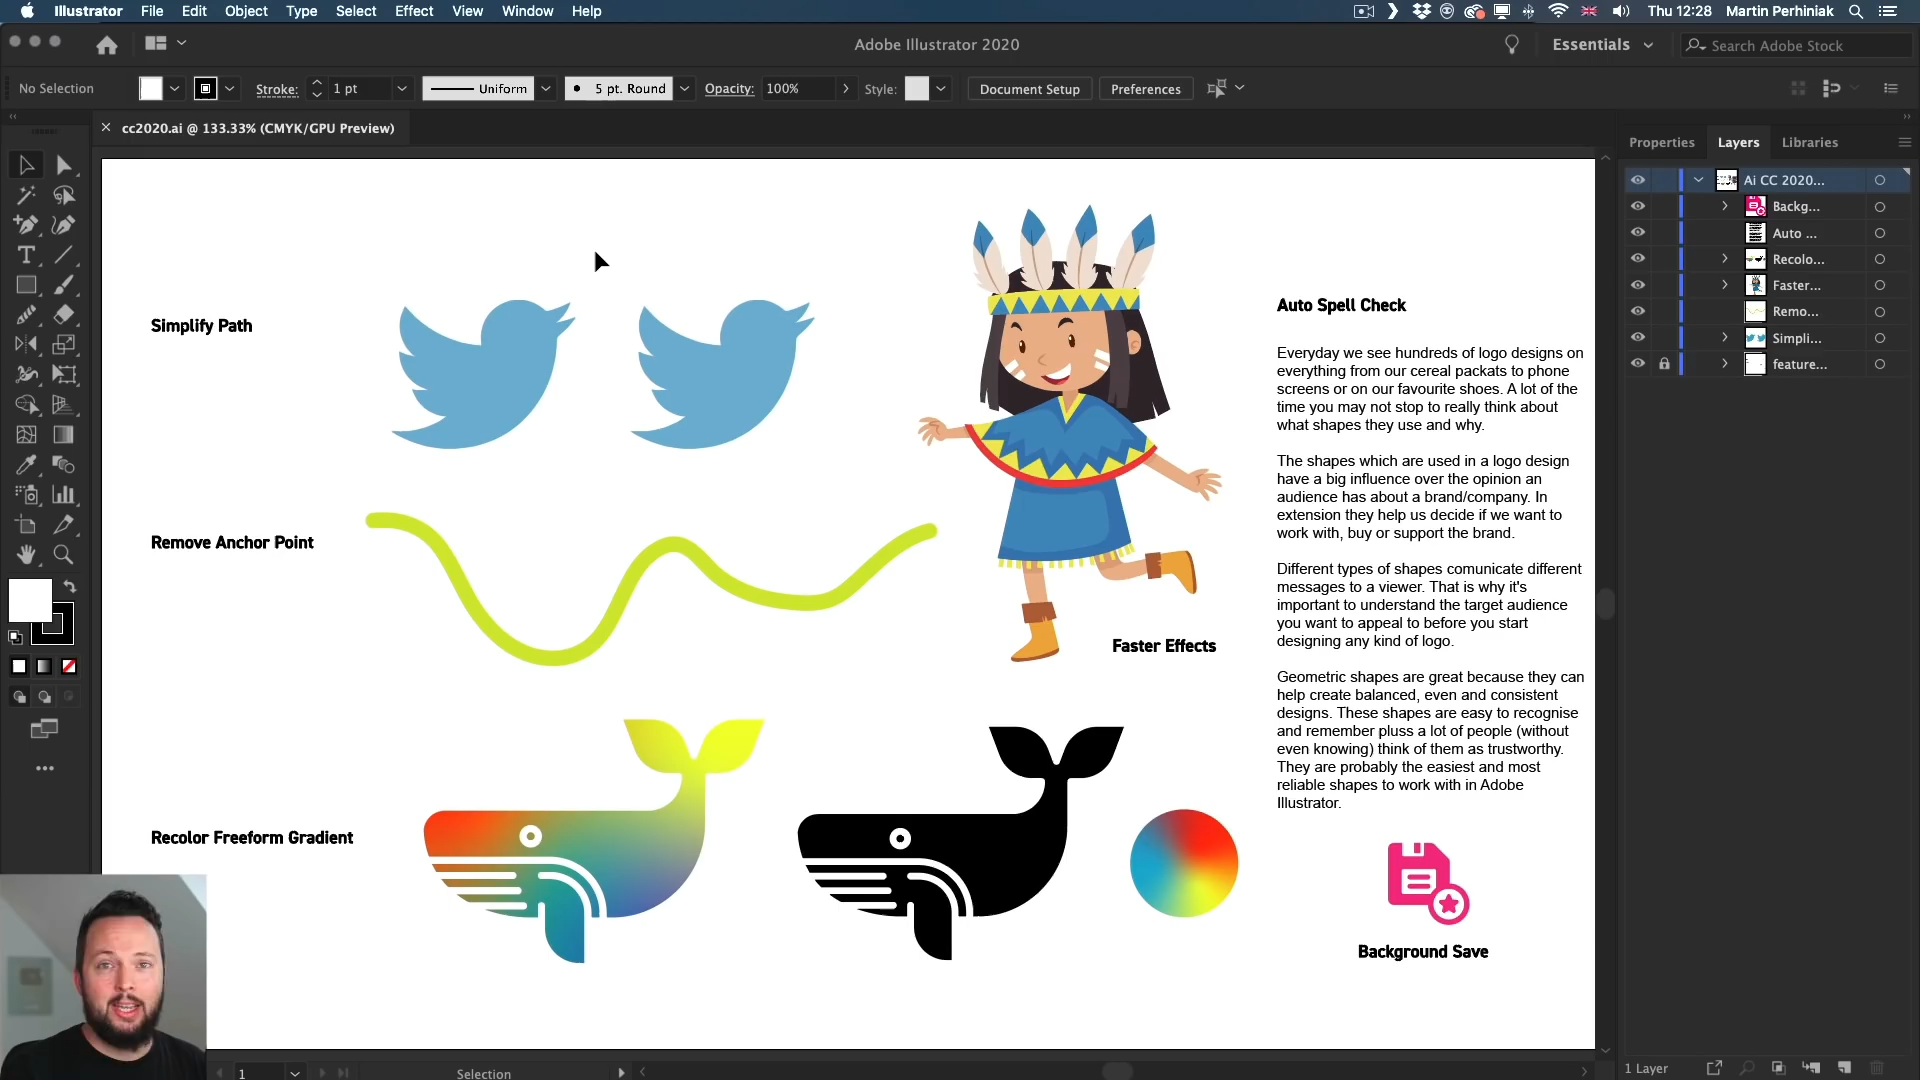 Illustrator File Edit Object Type Select Effect View Window Help
Thu 12:28 Martin Perhiniak
Adobe Illustrator 2020
Essentials
Search Adobe Stock
No Selection
Stroke:
1 pt
Uniform
5 pt. Round
Opacity:
100%
Style:
Document Setup
Preferences
cc2020.ai @ 133.33% (CMYK/GPU Preview)
Properties
Layers
Libraries
Ai CC 2020...
Backg...
Auto ...
Recolo...
Faster...
Remo...
Simpli...
feature...
Simplify Path
Remove Anchor Point
Recolor Freeform Gradient
Faster Effects
Auto Spell Check
Everyday we see hundreds of logo designs on
everything from our cereal packats to phone
screens or on our favourite shoes. A lot of the
time you may not stop to really think about
what shapes they use and why.
The shapes which are used in a logo design
have a big influence over the opinion an
audience has about a brand/company. In
extension they help us decide if we want to
work with, buy or support the brand.
Different types of shapes comunicate different
messages to a viewer. That is why it's
important to understand the target audience
you want to appeal to before you start
designing any kind of logo.
Geometric shapes are great because they can
help create balanced, even and consistent
designs. These shapes are easy to recognise
and remember pluss a lot of people (without
even knowing) think of them as trustworthy.
They are probably the easiest and most
reliable shapes to work with in Adobe
Illustrator.
Background Save
1
Selection
1 Layer